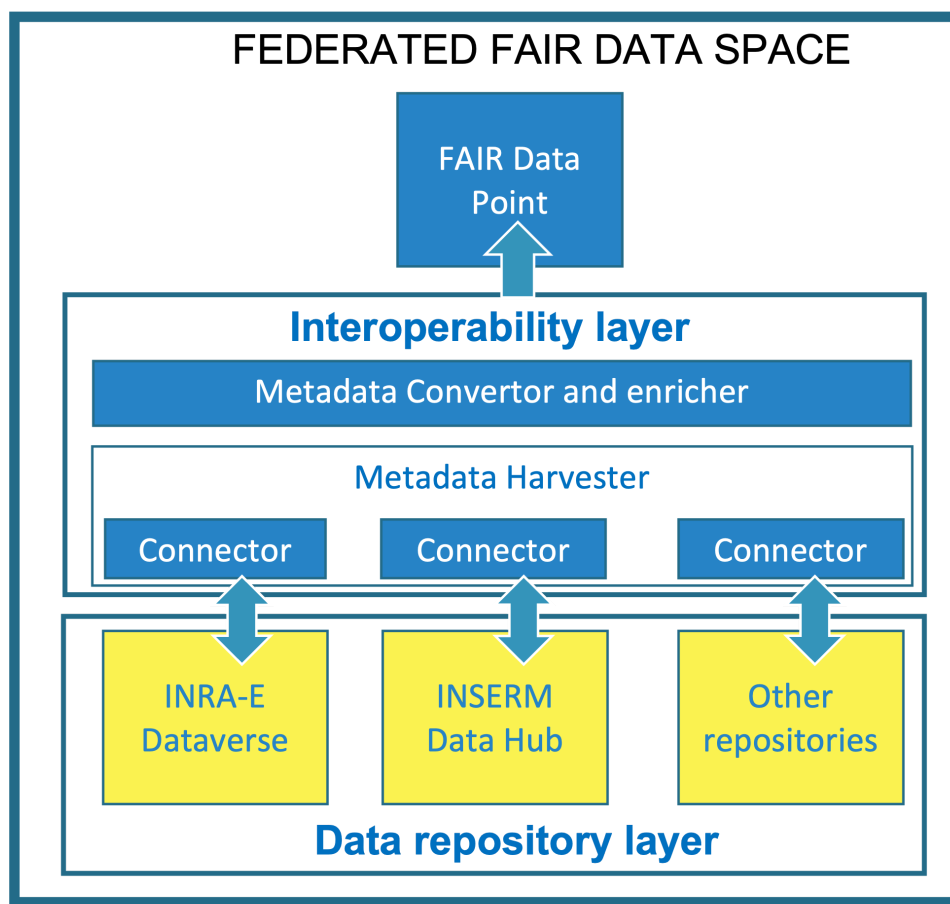 FEDERATED FAIR DATA SPACE
FAIR Data
Point
Interoperability layer
Metadata Convertor and enricher
Metadata Harvester
Connector
Connector
Connector
INRA-E
Dataverse
INSERM
Data Hub
Other
repositories
Data repository layer